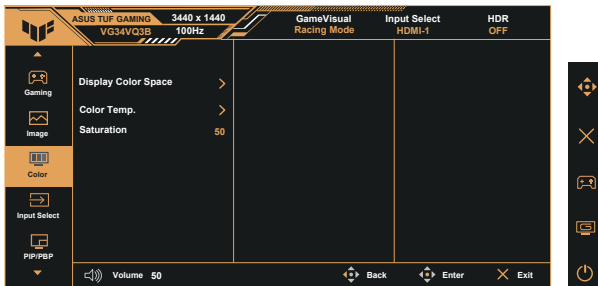 ASUS TUF GAMING 3440 x 1440
VG34VQ3B 100Hz
GameVisual
Racing Mode
Input Select
HDMI-1
HDR
OFF
Gaming
Image
Color
Input Select
PIP/PBP
Display Color Space
Color Temp.
Saturation 50
Volume 50
Back
Enter
Exit